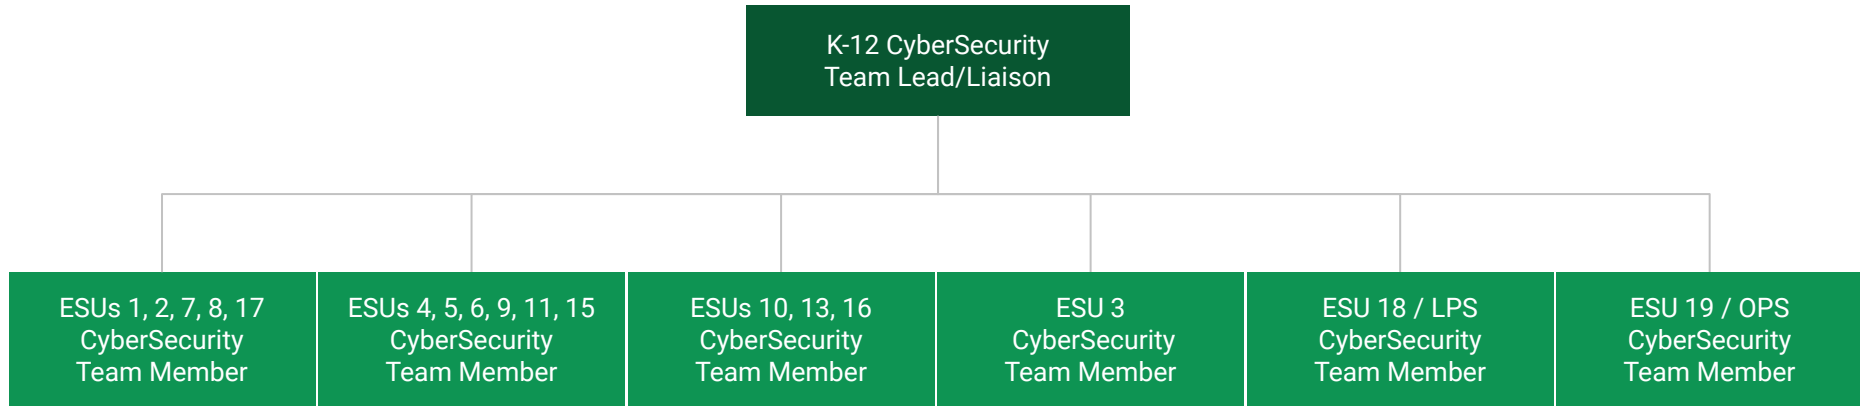 K-12 CyberSecurity
Team Lead/Liaison
ESUs 1, 2, 7, 8, 17
CyberSecurity
Team Member
ESUs 4, 5, 6, 9, 11, 15
CyberSecurity
Team Member
ESUs 10, 13, 16
CyberSecurity
Team Member
ESU 3
CyberSecurity
Team Member
ESU 18 / LPS
CyberSecurity
Team Member
ESU 19 / OPS
CyberSecurity
Team Member